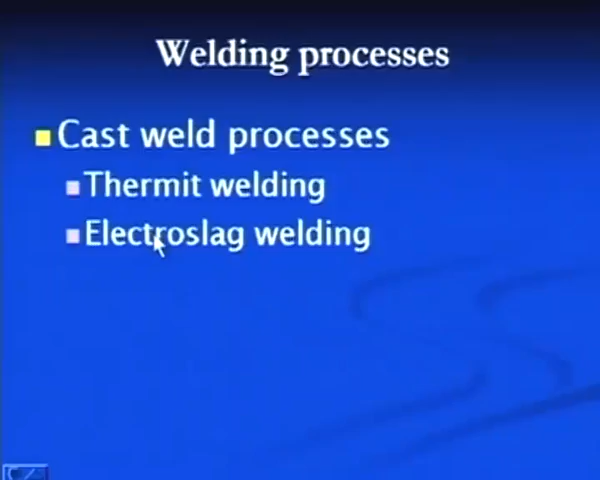 Welding processes
Cast weld processes
Thermit welding
Electroslag welding